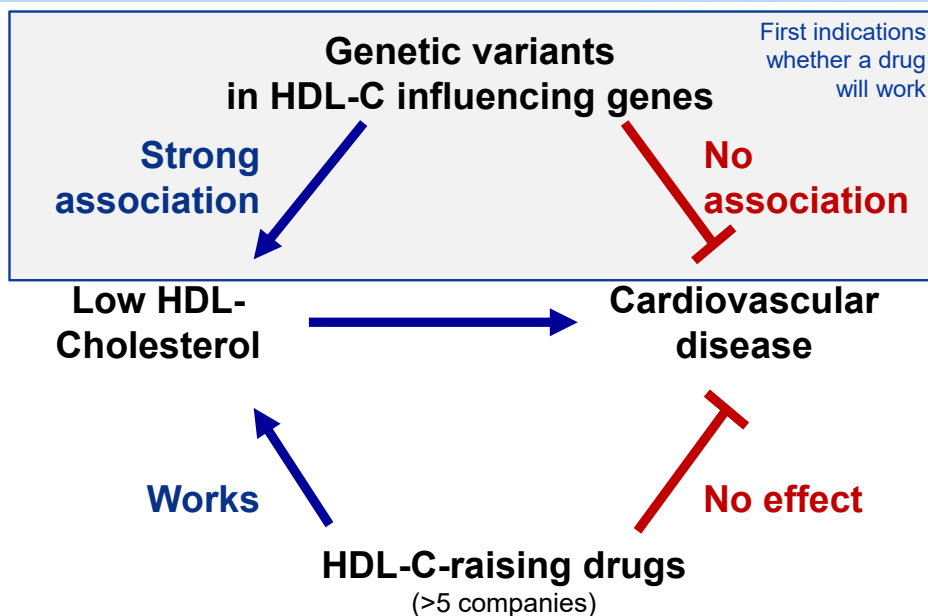 Genetic variants
in HDL-C influencing genes
First indications
whether a drug
will work
Strong
association
No
association
Low HDL-
Cholesterol
Cardiovascular
disease
Works
No effect
HDL-C-raising drugs
(>5 companies)